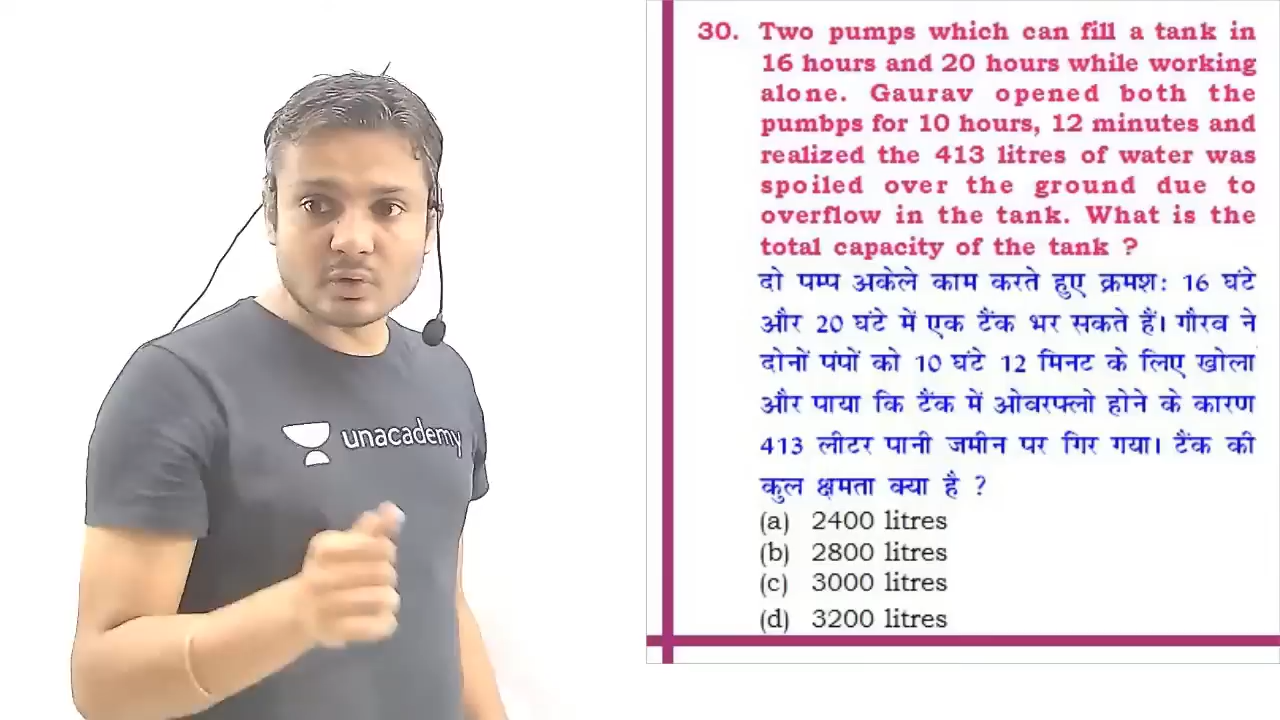 unacademy
30. Two pumps which can fill a tank in
16 hours and 20 hours while working
alone. Gaurav opened both the
pumbps for 10 hours, 12 minutes and
realized the 413 litres of water was
spoiled over the ground due to
overflow in the tank. What is the
total capacity of the tank ?
दो पम्प अकेले काम करते हुए क्रमश: 16 घंटे
और 20 घंटे में एक टैंक भर सकते हैं। गौरव ने
दोनों पंपों को 10 घंटे 12 मिनट के लिए खोला
और पाया कि टैंक में ओवरफ्लो होने के कारण
413 लीटर पानी जमीन पर गिर गया। टैंक की
कुल क्षमता क्या है ?
(a) 2400 litres
(b) 2800 litres
(c) 3000 litres
(d) 3200 litres